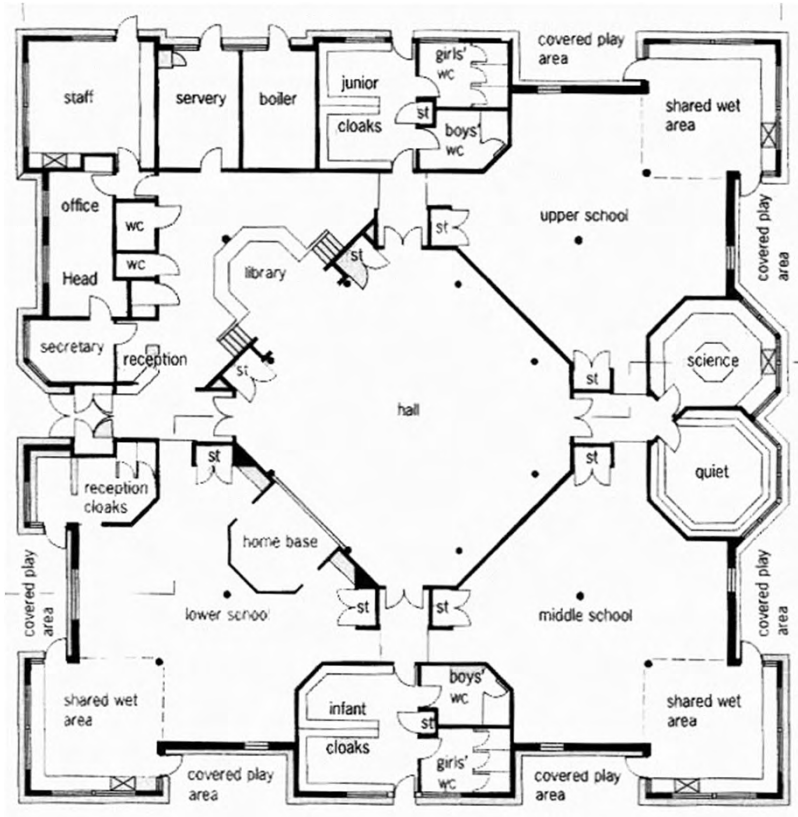 girls'
wc
covered play
area
staff
servery
boiler
junior
cloaks
st
boys'
wc
shared wet
area
office
wc
wc
Head
st
upper school
covered play
area
library
st
secretary
reception
st
science
st
hall
st
st
quiet
reception
cloaks
home base
covered play
area
lower school
st
st
middle school
covered play
area
shared wet
area
infant
cloaks
boys'
wc
st
girls'
wc
shared wet
area
covered play
area
covered play
area